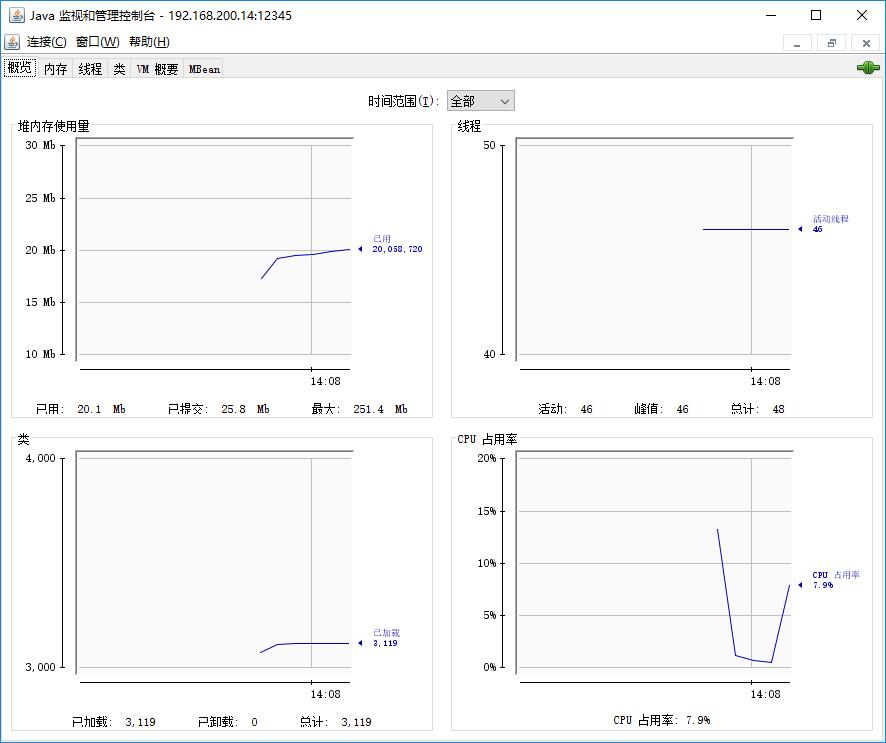 Java 监视和管理控制台 - 192.168.200.14:12345
连接(C) 窗口(W) 帮助(H)
概览 内存 线程 类 VM 概要 MBean
时间范围(T): 全部
堆内存使用量
30 Mb
25 Mb
20 Mb
15 Mb
10 Mb
已用
20,058,720
14:08
已用: 20.1 Mb 已提交: 25.8 Mb 最大: 251.4 Mb
线程
50
40
活动线程
46
14:08
活动: 46 峰值: 46 总计: 48
类
4,000
3,000
已加载
3,119
14:08
已加载: 3,119 已卸载: 0 总计: 3,119
CPU 占用率
20%
15%
10%
5%
0%
CPU 占用率
7.9%
14:08
CPU 占用率: 7.9%